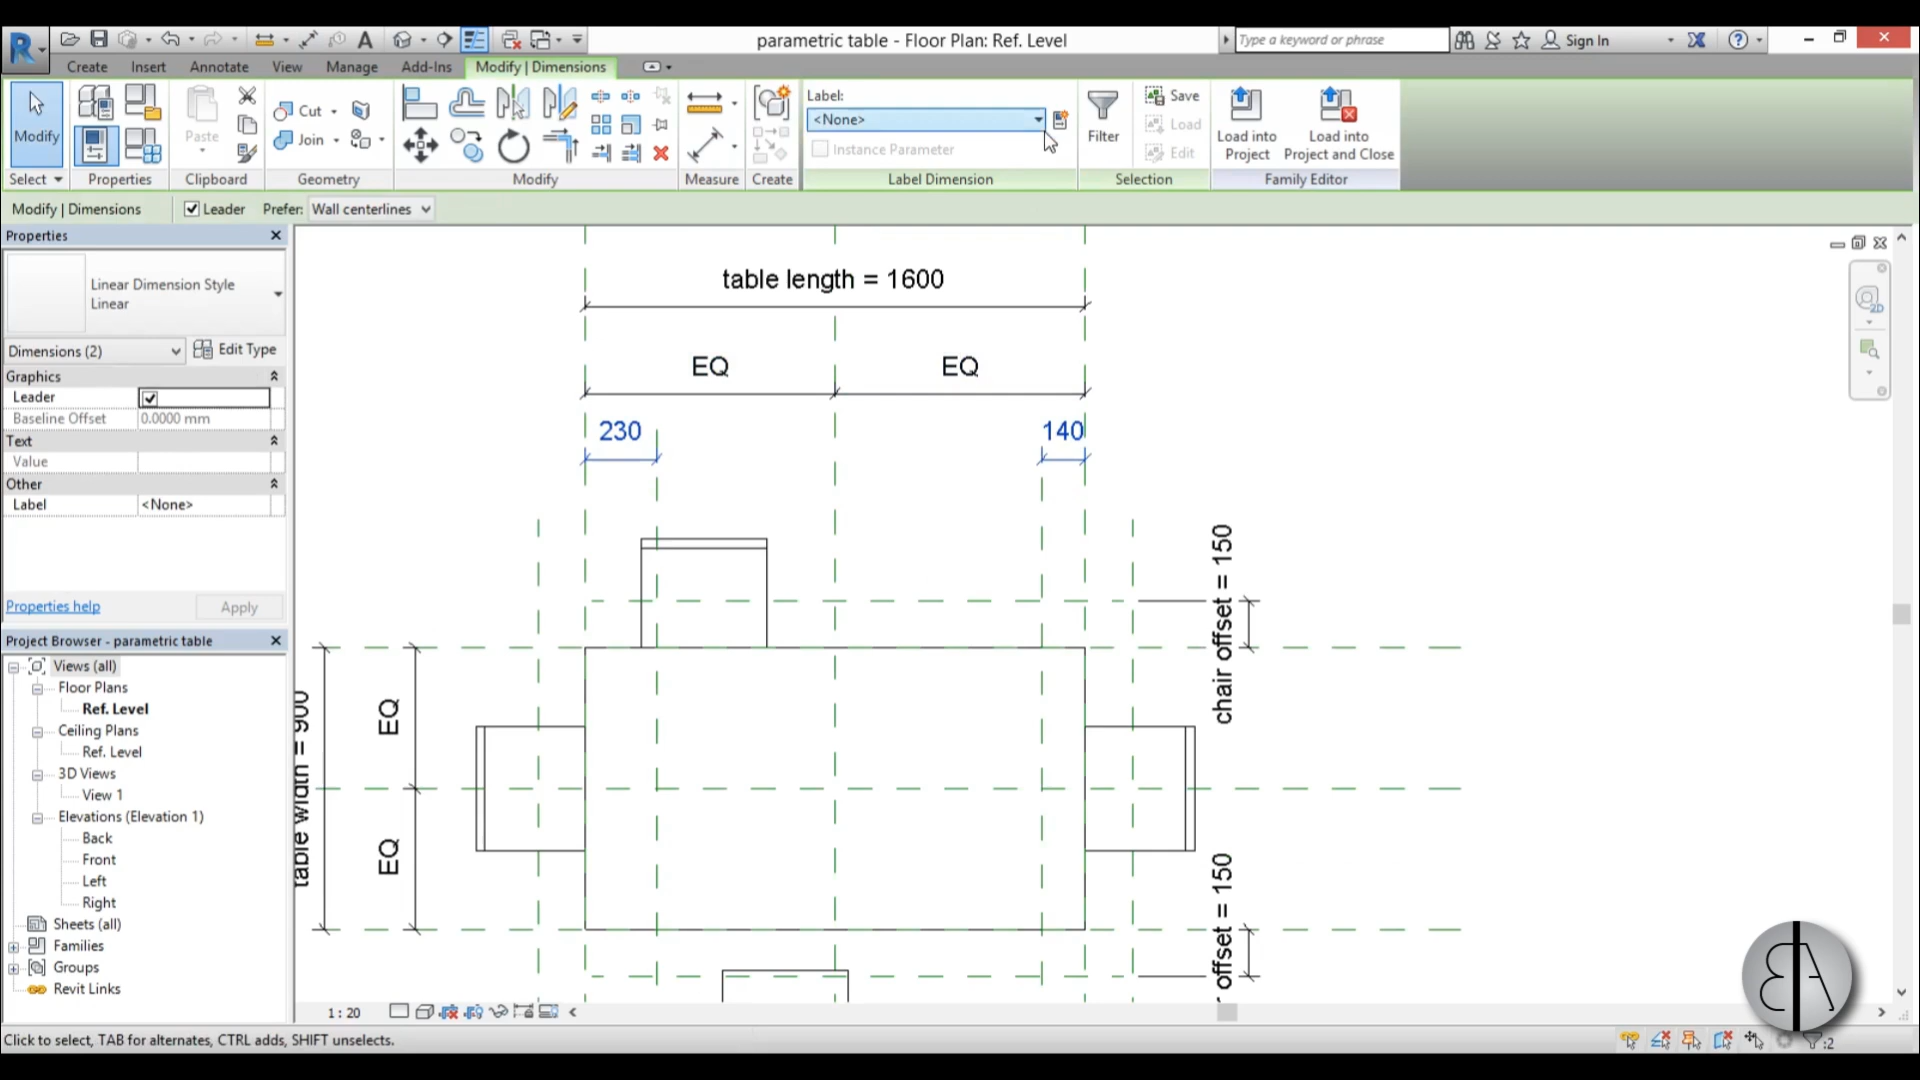 parametric table - Floor Plan: Ref. Level
Type a keyword or phrase
Sign In
Create
Insert
Annotate
View
Manage
Add-Ins
Modify | Dimensions
Modify
Select
Properties
Paste
Clipboard
Cut
Join
Geometry
Modify
Measure
Create
Label:
<None>
Instance Parameter
Label Dimension
Filter
Save
Load
Edit
Selection
Load into
Project
Load into
Project and Close
Family Editor
Modify | Dimensions
Leader
Prefer:
Wall centerlines
Properties
Linear Dimension Style
Linear
Dimensions (2)
Edit Type
Graphics
Leader
Baseline Offset
0.0000 mm
Text
Value
Other
Label
<None>
Properties help
Apply
Project Browser - parametric table
Views (all)
Floor Plans
Ref. Level
Ceiling Plans
Ref. Level
3D Views
View 1
Elevations (Elevation 1)
Back
Front
Left
Right
Sheets (all)
Families
Groups
Revit Links
table length = 1600
EQ
EQ
230
140
chair offset = 150
table width = 900
EQ
EQ
r offset = 150
2D
1 : 20
Click to select, TAB for alternates, CTRL adds, SHIFT unselects.
:2